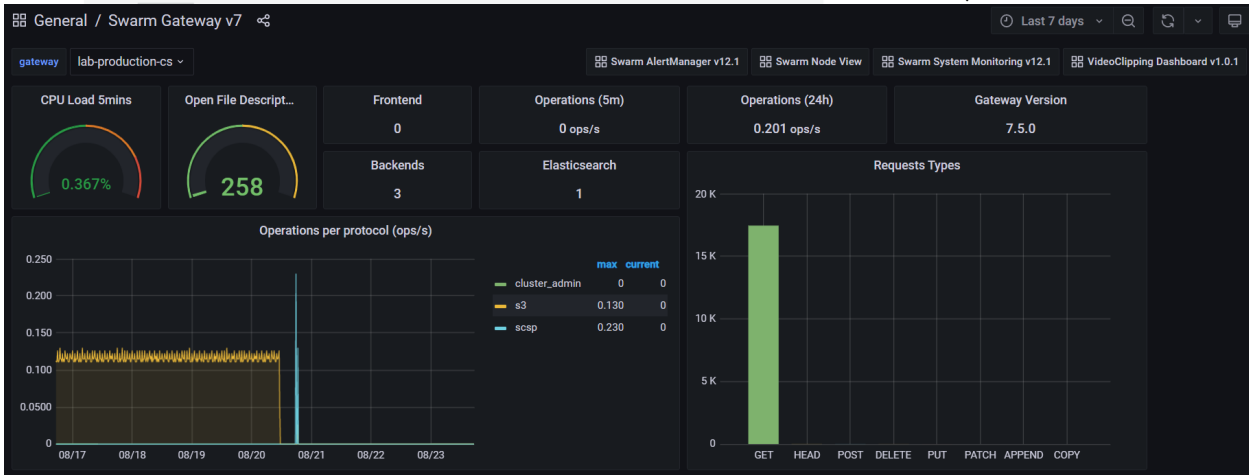 General / Swarm Gateway v7
Last 7 days
gateway
lab-production-cs
Swarm AlertManager v12.1
Swarm Node View
Swarm System Monitoring v12.1
VideoClipping Dashboard v1.0.1
CPU Load 5mins
0.367%
Open File Descript...
258
Frontend
0
Operations (5m)
0 ops/s
Operations (24h)
0.201 ops/s
Gateway Version
7.5.0
Backends
3
Elasticsearch
1
Requests Types
20 K
15 K
10 K
5 K
0
GET HEAD POST DELETE PUT PATCH APPEND COPY
Operations per protocol (ops/s)
0.250
0.200
0.150
0.100
0.0500
0
08/17 08/18 08/19 08/20 08/21 08/22 08/23
max current
cluster_admin 0 0
s3 0.130 0
scsp 0.230 0